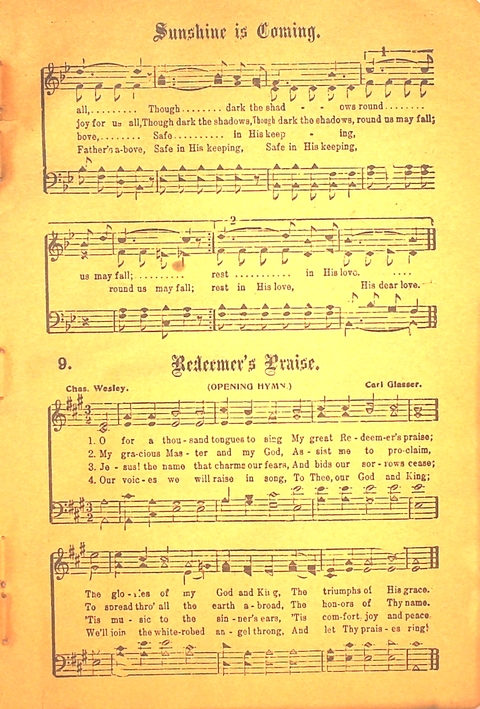 Sunshine is Coming.
1
all,.......... Though........ dark the shad - ows round........
joy for us all, Though dark the shadows, Though dark the shadows, round us may fall;
bove,.......... Safe.......... in His keep - ing,
Father's a-bove, Safe in His keeping, Safe in His keeping,
2
us may fall;.......... rest ........... in His love. ....
round us may fall; rest in His love, His dear love.
9. Redeemer's Praise.
Chas. Wesley. (OPENING HYMN.) Carl Glasser.
1. O for a thou-sand tongues to sing My great Re-deem-er's praise;
2. My gra-cious Mas-ter and my God, As-sist me to pro-claim,
3. Je-sus! the name that charms our fears, And bids our sor-rows cease;
4. Our voic-es we will raise in song, To Thee, our God and King;
The glo-ries of my God and King, The triumphs of His grace.
To spread thro' all the earth a-broad, The hon-ors of Thy name.
'Tis mu-sic to the sin-ner's ears, 'Tis com-fort, joy and peace.
We'll join the white-robed an-gel throng, And let Thy prais-es ring!